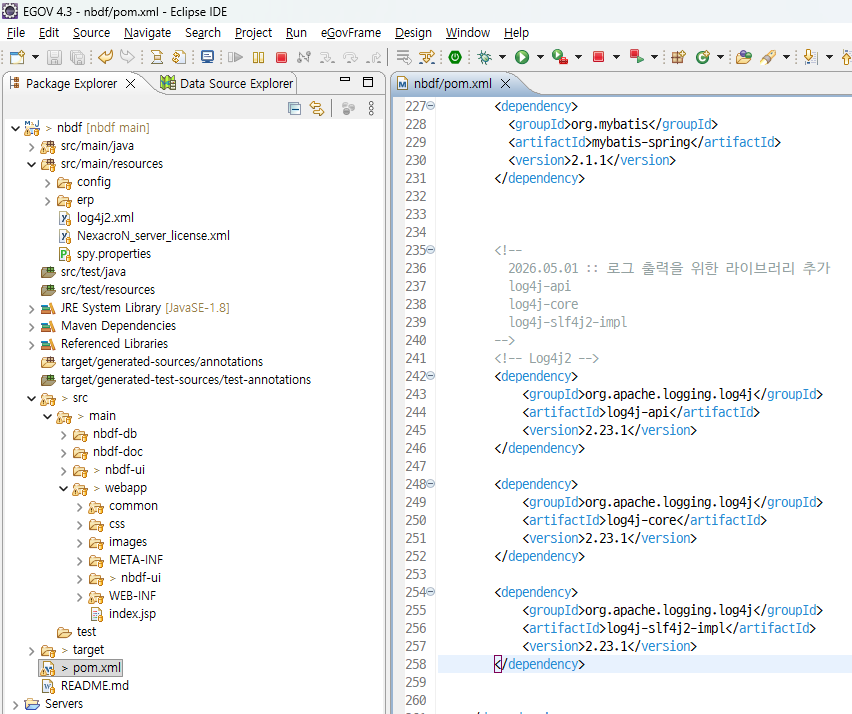 EGOV 4.3 - nbdf/pom.xml - Eclipse IDE
File Edit Source Navigate Search Project Run eGovFrame Design Window Help
Package Explorer
Data Source Explorer
> nbdf [nbdf main]
src/main/java
src/main/resources
config
erp
log4j2.xml
NexacroN_server_license.xml
spy.properties
src/test/java
src/test/resources
JRE System Library [JavaSE-1.8]
Maven Dependencies
Referenced Libraries
target/generated-sources/annotations
target/generated-test-sources/test-annotations
> src
> main
nbdf-db
nbdf-doc
> nbdf-ui
> webapp
common
css
images
META-INF
> nbdf-ui
WEB-INF
index.jsp
test
> target
> pom.xml
README.md
Servers
nbdf/pom.xml
227 <dependency>
228 <groupId>org.mybatis</groupId>
229 <artifactId>mybatis-spring</artifactId>
230 <version>2.1.1</version>
231 </dependency>
232
233
234
235 <!--
236 2026.05.01 :: 로그 출력을 위한 라이브러리 추가
237 log4j-api
238 log4j-core
239 log4j-slf4j2-impl
240 -->
241 <!-- Log4j2 -->
242 <dependency>
243 <groupId>org.apache.logging.log4j</groupId>
244 <artifactId>log4j-api</artifactId>
245 <version>2.23.1</version>
246 </dependency>
247
248 <dependency>
249 <groupId>org.apache.logging.log4j</groupId>
250 <artifactId>log4j-core</artifactId>
251 <version>2.23.1</version>
252 </dependency>
253
254 <dependency>
255 <groupId>org.apache.logging.log4j</groupId>
256 <artifactId>log4j-slf4j2-impl</artifactId>
257 <version>2.23.1</version>
258 </dependency>
259
260